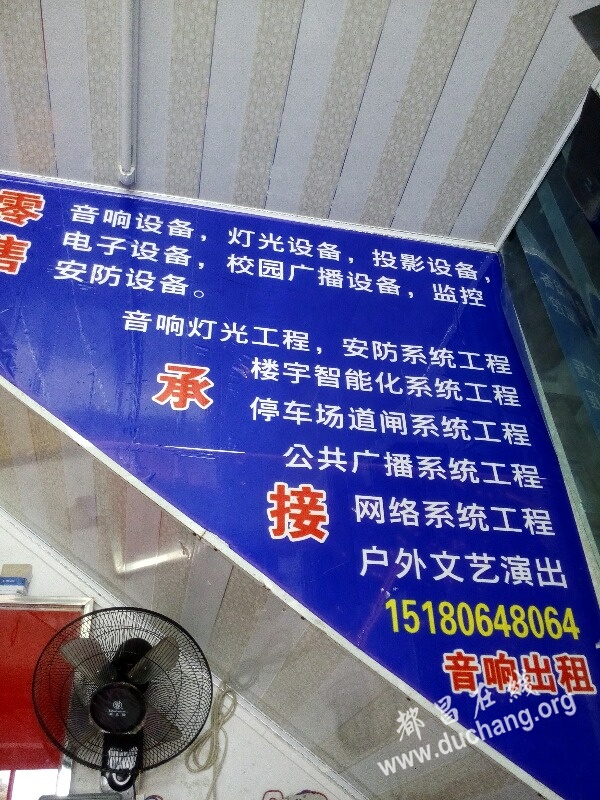 零售
音响设备，灯光设备，投影设备，
电子设备，校园广播设备，监控
安防设备。
承接
音响灯光工程，安防系统工程
楼宇智能化系统工程
停车场道闸系统工程
公共广播系统工程
网络系统工程
户外文艺演出
15180648064
音响出租
都昌在线
www.duchang.org